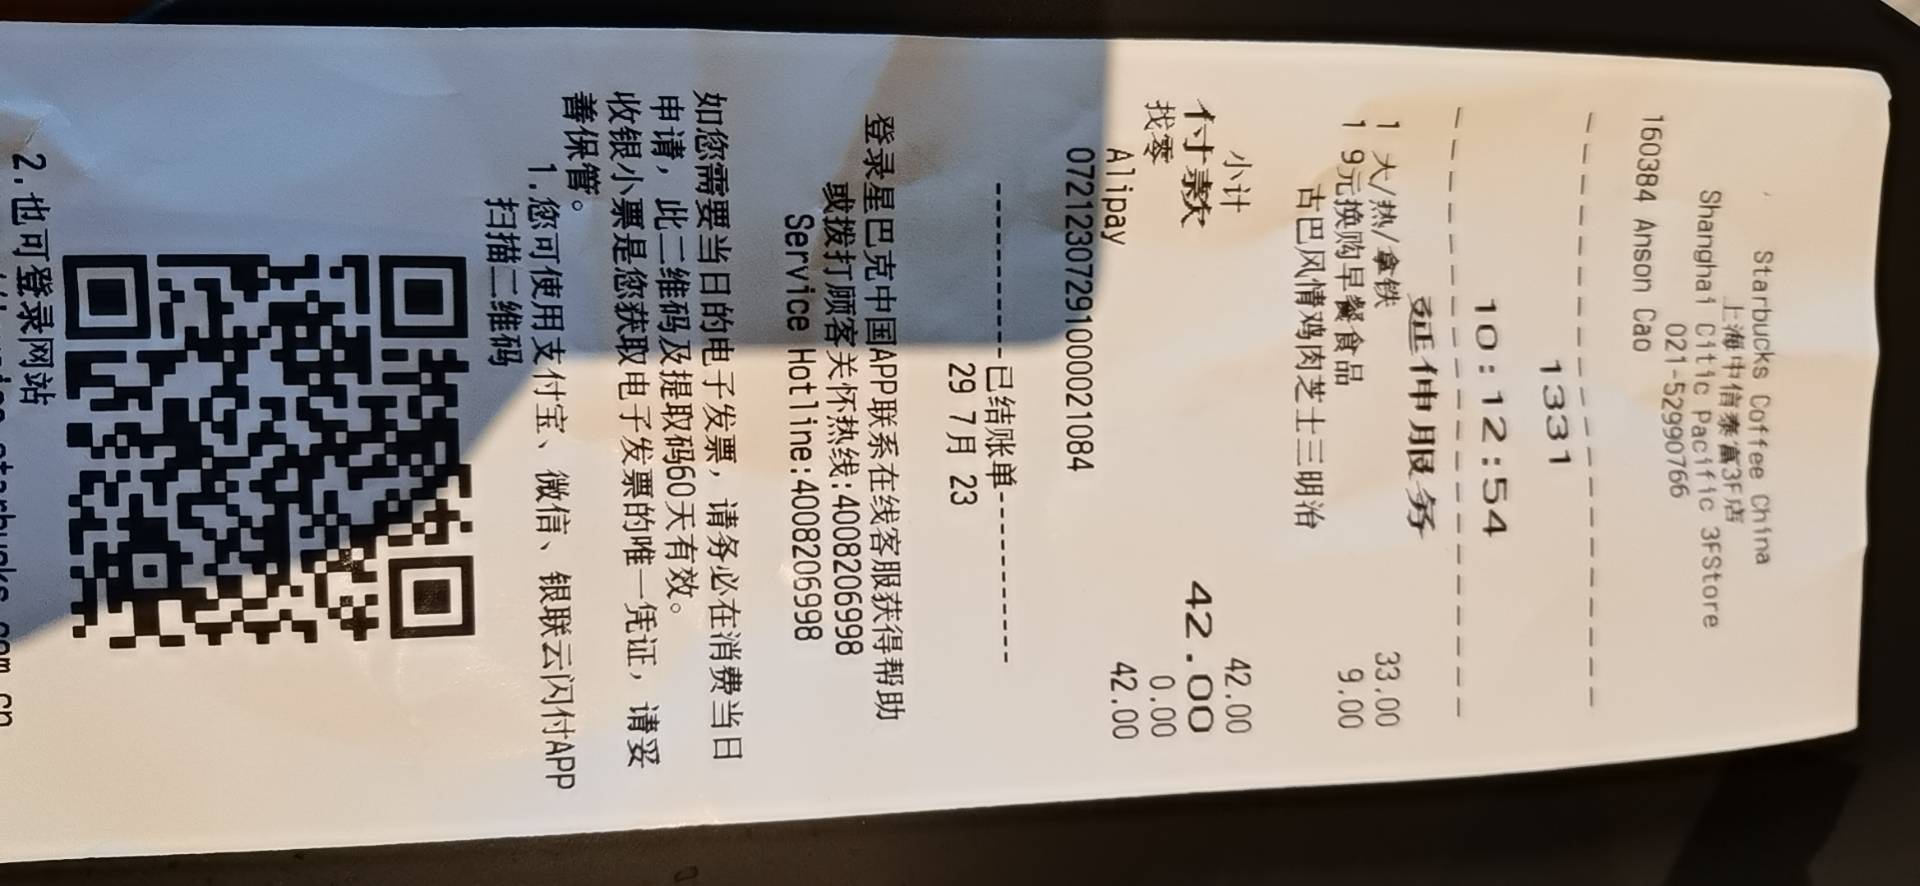 Starbucks Coffee China
上海中信泰富3F店
Shanghai Citic Pacific 3FStore
021-52990766
160384 Anson Cao
1331
10:12:54
延伸服务
1 大/热/拿铁 33.00
1 9元换购早餐食品 9.00
古巴风情鸡肉芝士三明治
小计 42.00
付款 42.00
找零 0.00
Alipay 42.00
0721230729100002​1084
已结账单
29 7月 23
登录星巴克中国APP联系在线客服获得帮助
或拨打顾客关怀热线:4008206998
Service Hotline:4008206998
如您需要当日的电子发票，请务必在消费当日
申请，此二维码及提取码60天有效。
收银小票是您获取电子发票的唯一凭证，请妥
善保管。
1.您可使用支付宝、微信、银联云闪付APP
扫描二维码
2.也可登录网站